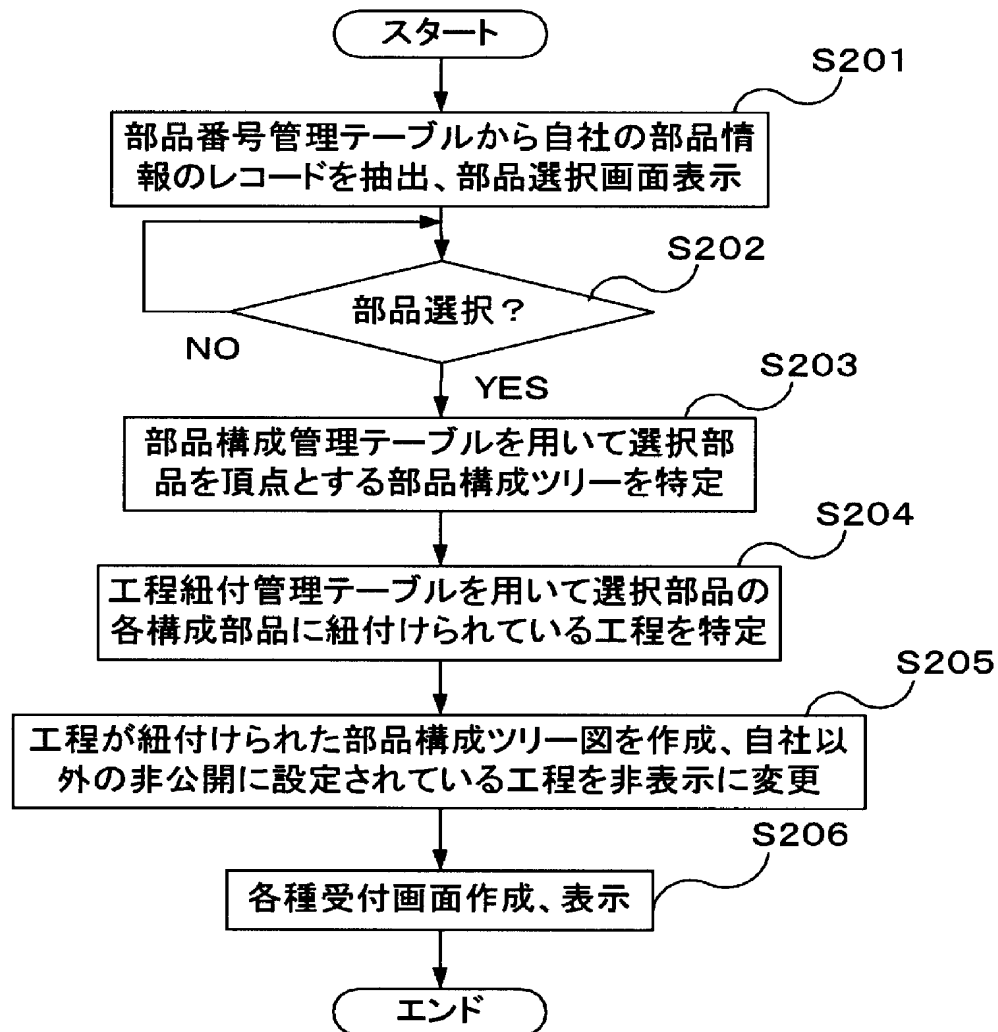 スタート
S201
部品番号管理テーブルから自社の部品情
報のレコードを抽出、部品選択画面表示
S202
部品選択？
NO
YES
S203
部品構成管理テーブルを用いて選択部
品を頂点とする部品構成ツリーを特定
S204
工程紐付管理テーブルを用いて選択部品の
各構成部品に紐付けられている工程を特定
S205
工程が紐付けられた部品構成ツリー図を作成、自社以
外の非公開に設定されている工程を非表示に変更
S206
各種受付画面作成、表示
エンド